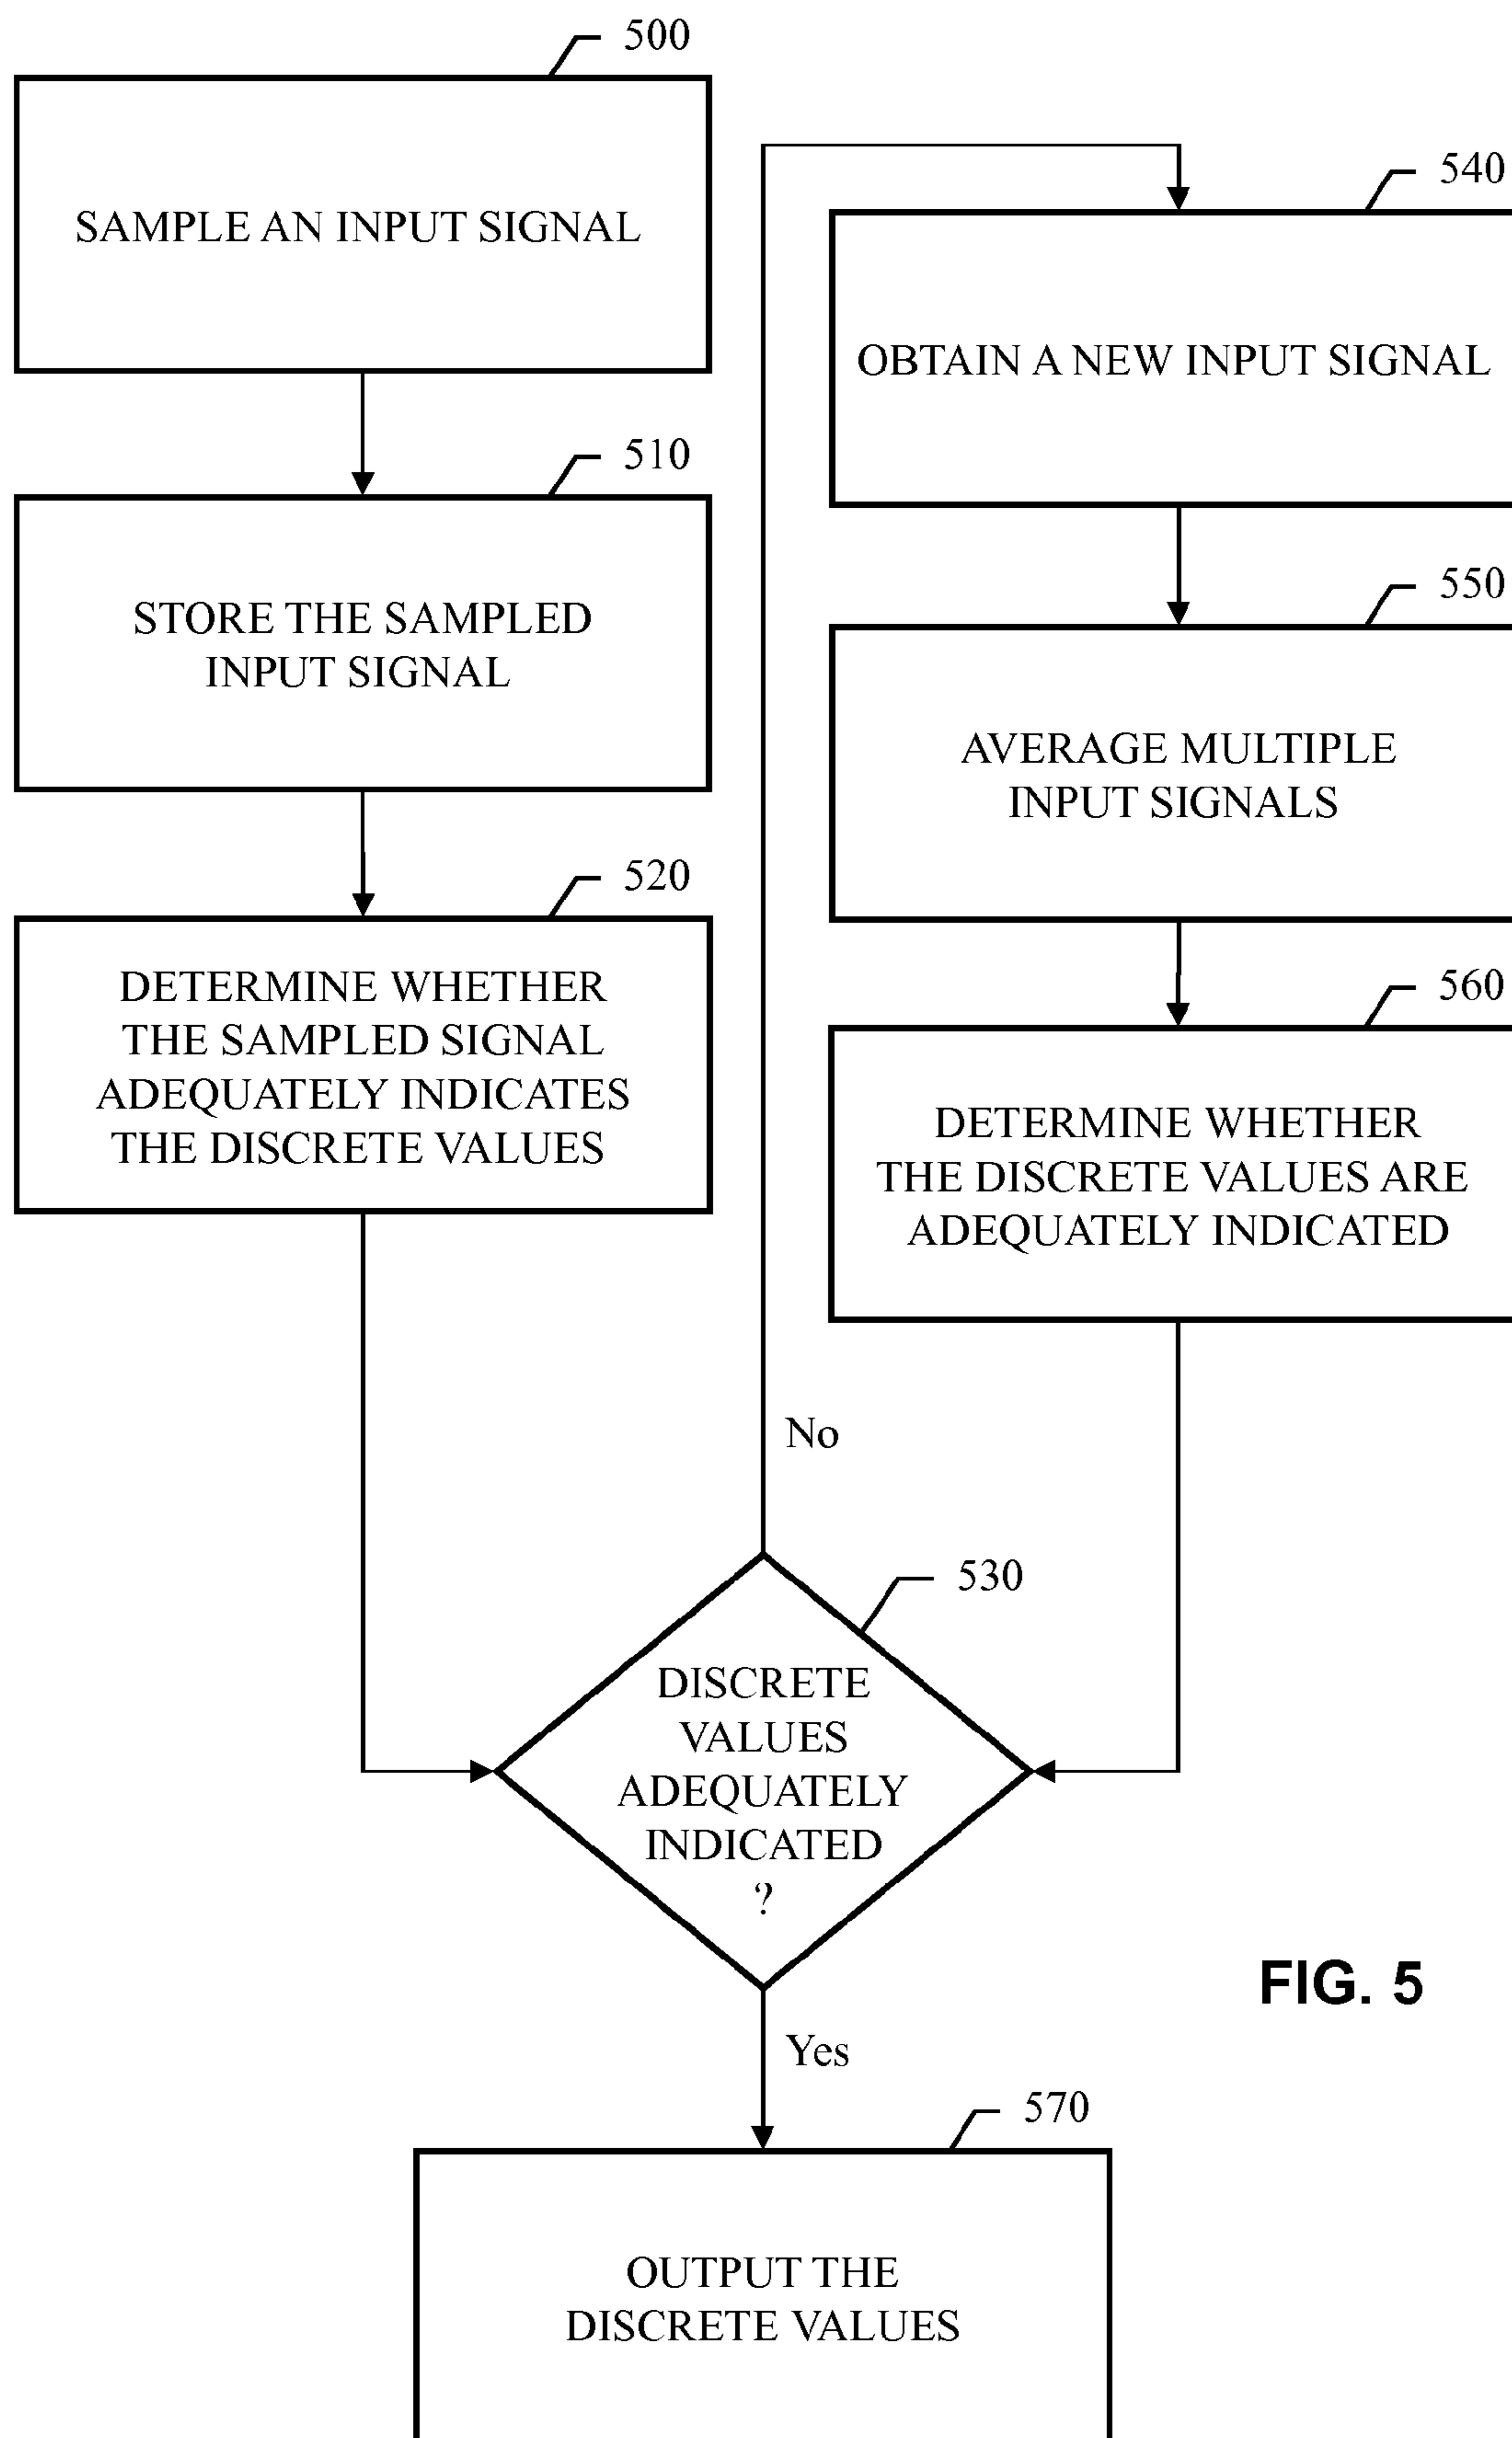 500
SAMPLE AN INPUT SIGNAL
510
STORE THE SAMPLED
INPUT SIGNAL
520
DETERMINE WHETHER
THE SAMPLED SIGNAL
ADEQUATELY INDICATES
THE DISCRETE VALUES
540
OBTAIN A NEW INPUT SIGNAL
550
AVERAGE MULTIPLE
INPUT SIGNALS
560
DETERMINE WHETHER
THE DISCRETE VALUES ARE
ADEQUATELY INDICATED
No
530
DISCRETE
VALUES
ADEQUATELY
INDICATED
?
Yes
570
OUTPUT THE
DISCRETE VALUES
FIG. 5